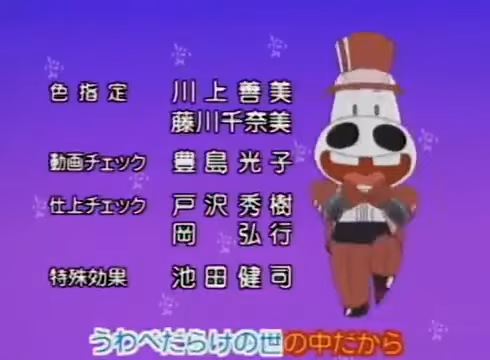 色指定 川上善美
藤川千奈美
動画チェック 豊島光子
仕上チェック 戸沢秀樹
岡 弘行
特殊効果 池田健司
うわべだらけの世の中だから